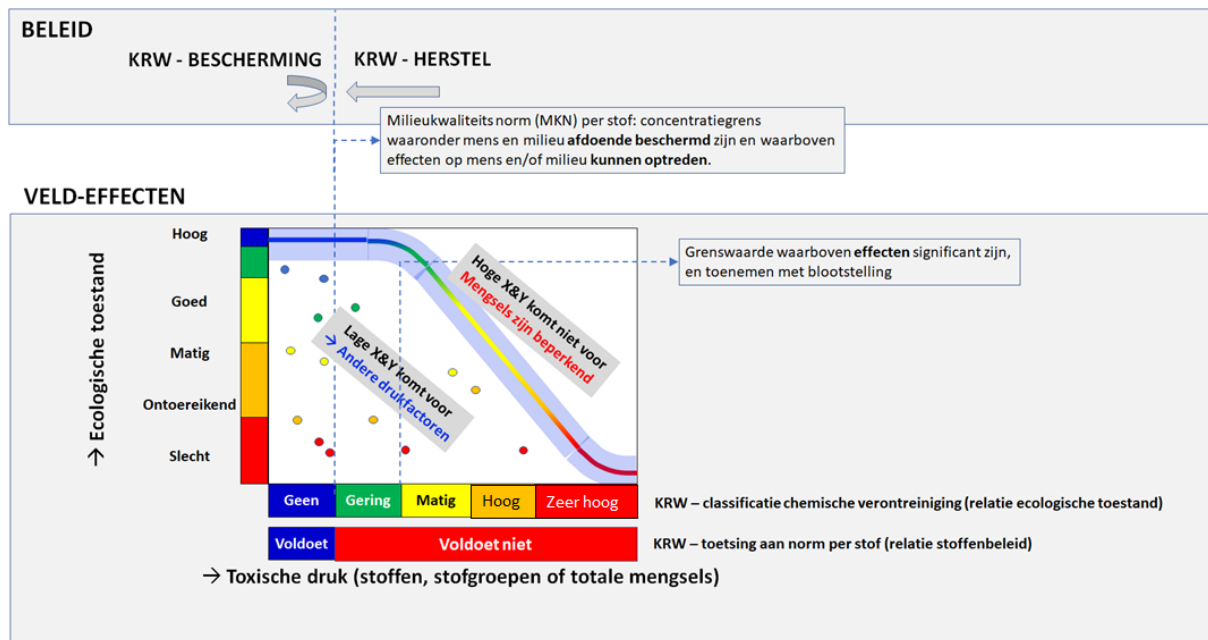 BELEID
KRW - BESCHERMING
KRW - HERSTEL
Milieukwaliteits norm (MKN) per stof: concentratiegrens
waaronder mens en milieu afdoende beschermd zijn en waarboven
effecten op mens en/of milieu kunnen optreden.
VELD-EFFECTEN
→ Ecologische toestand
Hoog
Goed
Matig
Ontoereikend
Slecht
Hoge X&Y komt niet voor
Mengsels zijn beperkend
Lage X&Y komt voor
→ Andere drukfactoren
Grenswaarde waarboven effecten significant zijn,
en toenemen met blootstelling
Geen Gering Matig Hoog Zeer hoog
KRW – classificatie chemische verontreiniging (relatie ecologische toestand)
Voldoet Voldoet niet
KRW – toetsing aan norm per stof (relatie stoffenbeleid)
→ Toxische druk (stoffen, stofgroepen of totale mengsels)